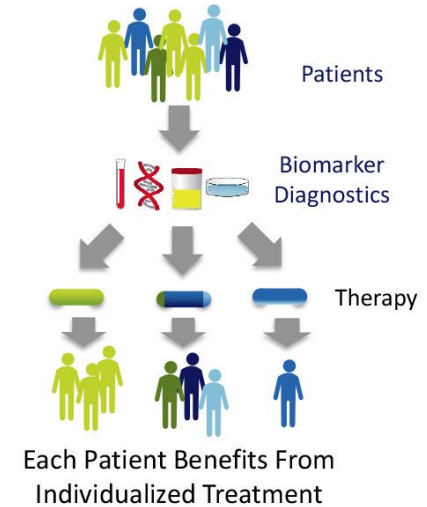 Patients
Biomarker
Diagnostics
Therapy
Each Patient Benefits From
Individualized Treatment